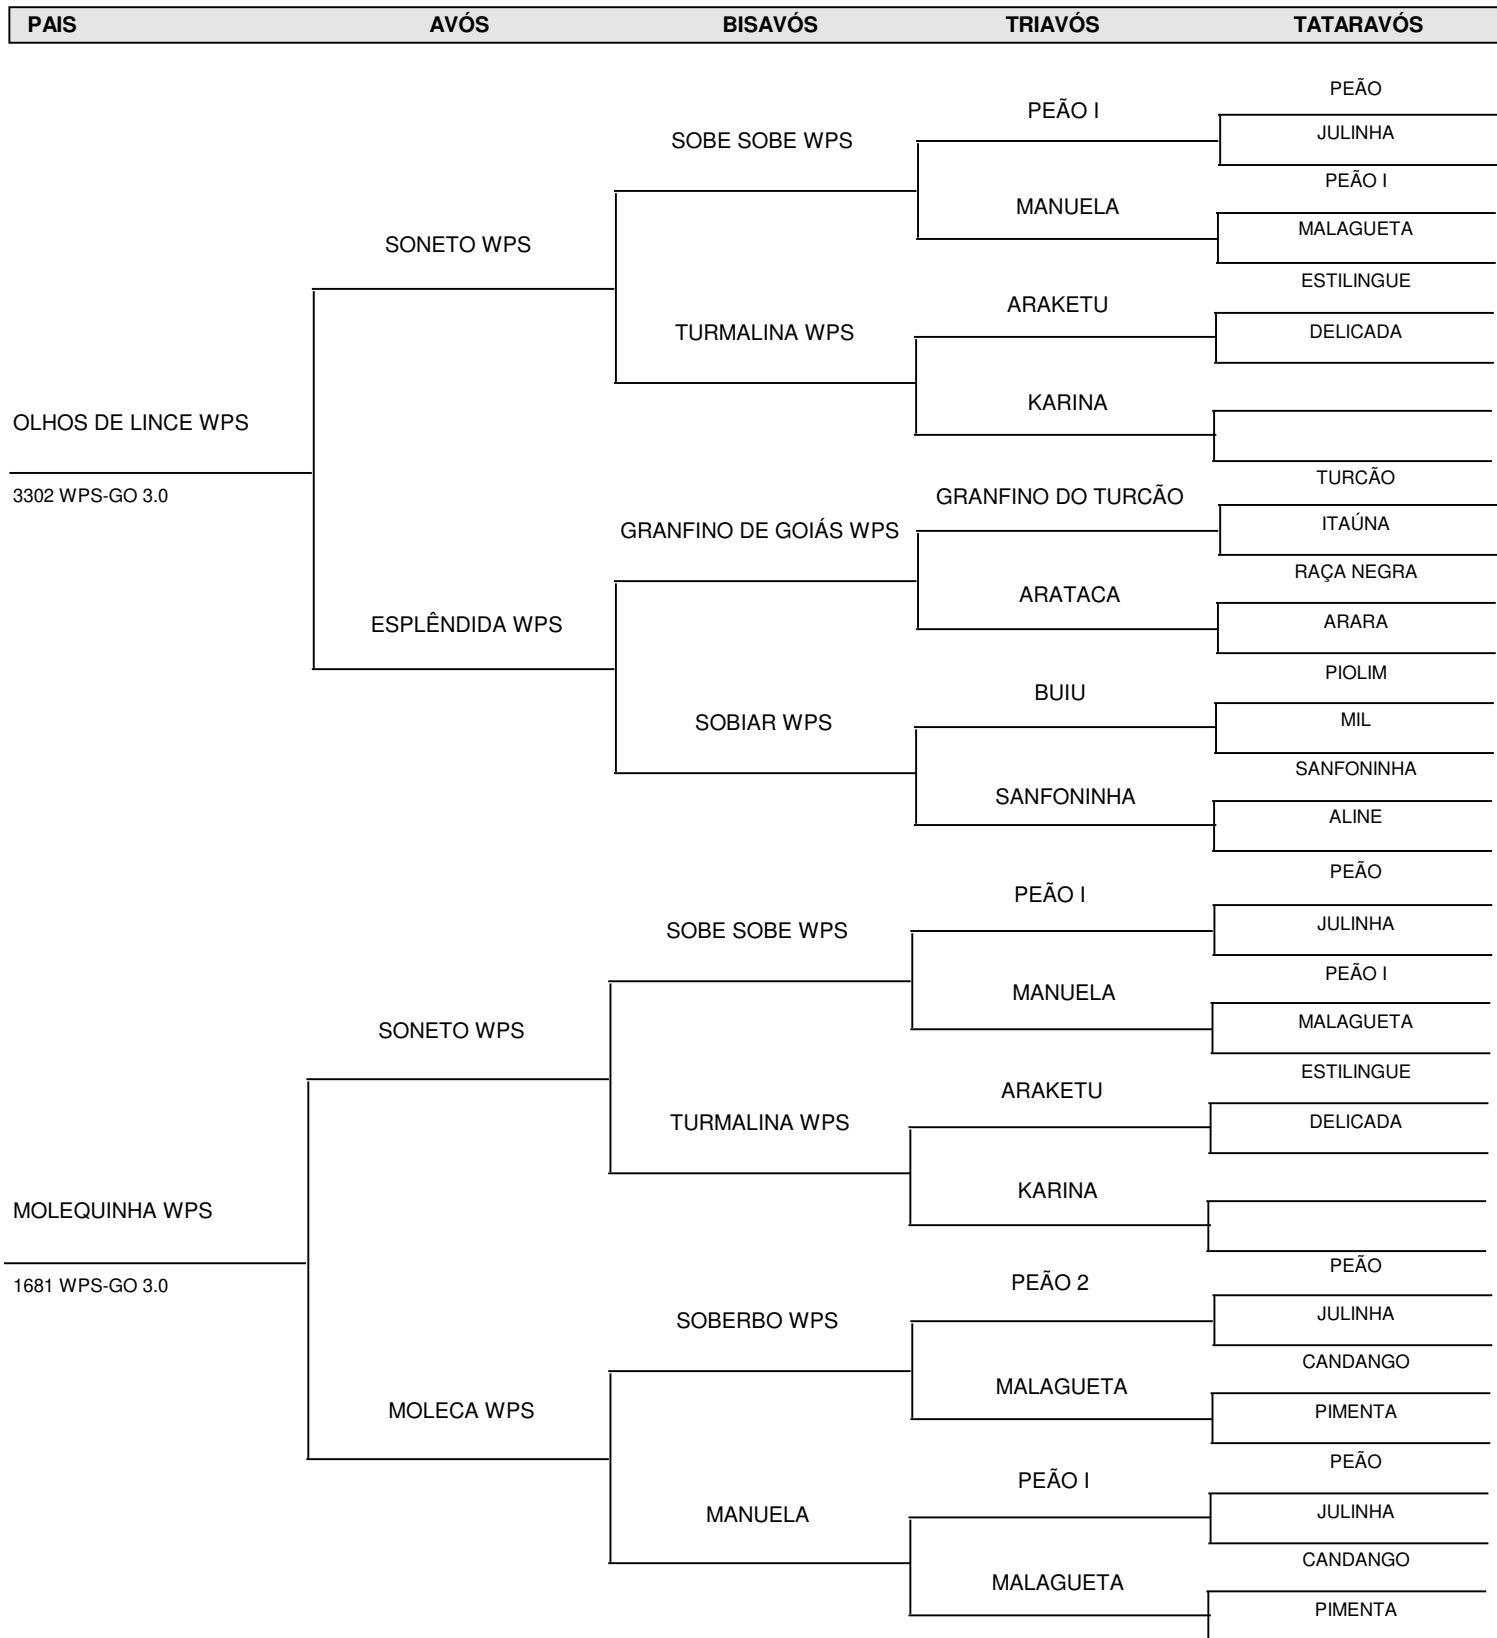 PAIS AVÓS BISAVÓS TRIAVÓS TATARAVÓS
PEÃO
PEÃO I
JULINHA
SOBE SOBE WPS
PEÃO I
MANUELA
MALAGUETA
SONETO WPS
ESTILINGUE
ARAKETU
TURMALINA WPS
DELICADA
KARINA
OLHOS DE LINCE WPS
TURCÃO
3302 WPS-GO 3.0
GRANFINO DO TURCÃO
ITAÚNA
GRANFINO DE GOIÁS WPS
RAÇA NEGRA
ARATACA
ARARA
ESPLÊNDIDA WPS
PIOLIM
BUIU
MIL
SOBIAR WPS
SANFONINHA
SANFONINHA
ALINE
PEÃO
PEÃO I
JULINHA
SOBE SOBE WPS
PEÃO I
MANUELA
MALAGUETA
SONETO WPS
ESTILINGUE
ARAKETU
DELICADA
TURMALINA WPS
KARINA
MOLEQUINHA WPS
PEÃO
1681 WPS-GO 3.0
PEÃO 2
JULINHA
SOBERBO WPS
CANDANGO
MALAGUETA
PIMENTA
MOLECA WPS
PEÃO
PEÃO I
JULINHA
MANUELA
CANDANGO
MALAGUETA
PIMENTA